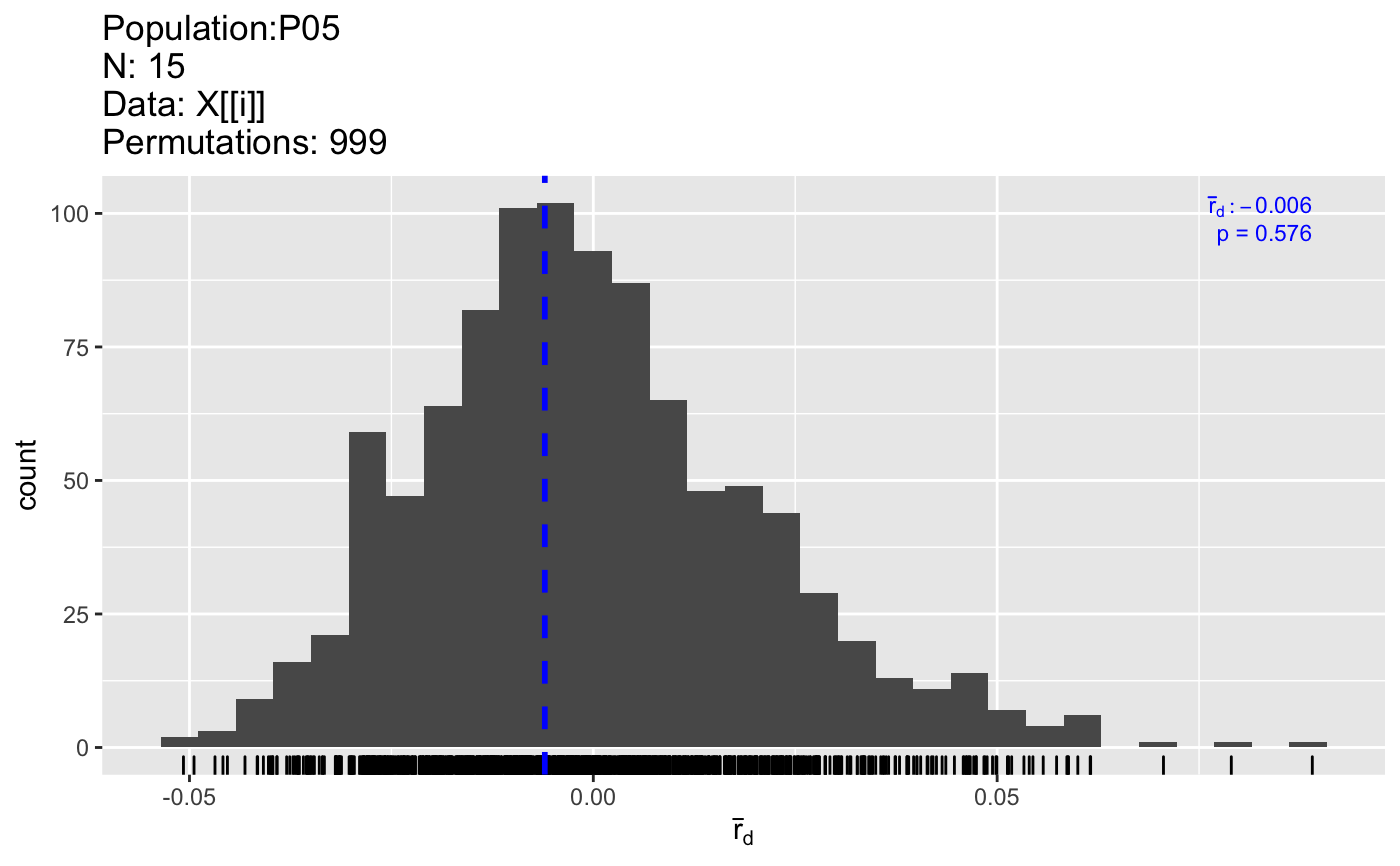 Population:P05
N: 15
Data: X[[i]]
Permutations: 999
r̄d : −0.006
p = 0.576
100
75
50
25
0
count
-0.05 0.00 0.05
r̄d